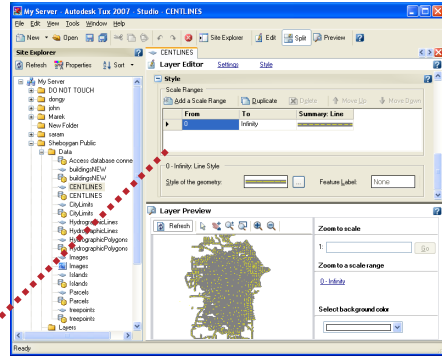 My Server - Autodesk Tux 2007 - Studio - CENTLINES
File Edit View Tools Window Help
New Open Site Explorer Edit Split Preview
Site Explorer
Refresh Properties Sort
My Server
DO NOT TOUCH
dongy
john
Marek
New Folder
saram
Sheboygan Public
Data
Access database conne
buildingsNEW
buildingsNEW
CENTLINES
CENTLINES
CityLimits
CityLimits
HydrographicLines
HydrographicLines
HydrographicPolygons
HydrographicPolygons
Images
Images
Islands
Islands
Parcels
Parcels
treepoints
treepoints
Layers
CENTLINES
Layer Editor Settings Style
Style
Scale Ranges
Add a Scale Range Duplicate Delete Move Up Move Down
From To Summary: Line
0 Infinity
0 - Infinity: Line Style
Style of the geometry: ... Feature Label: None
Layer Preview
Refresh
Zoom to scale
1: Go
Zoom to a scale range
0 - Infinity
Select background color
Ready